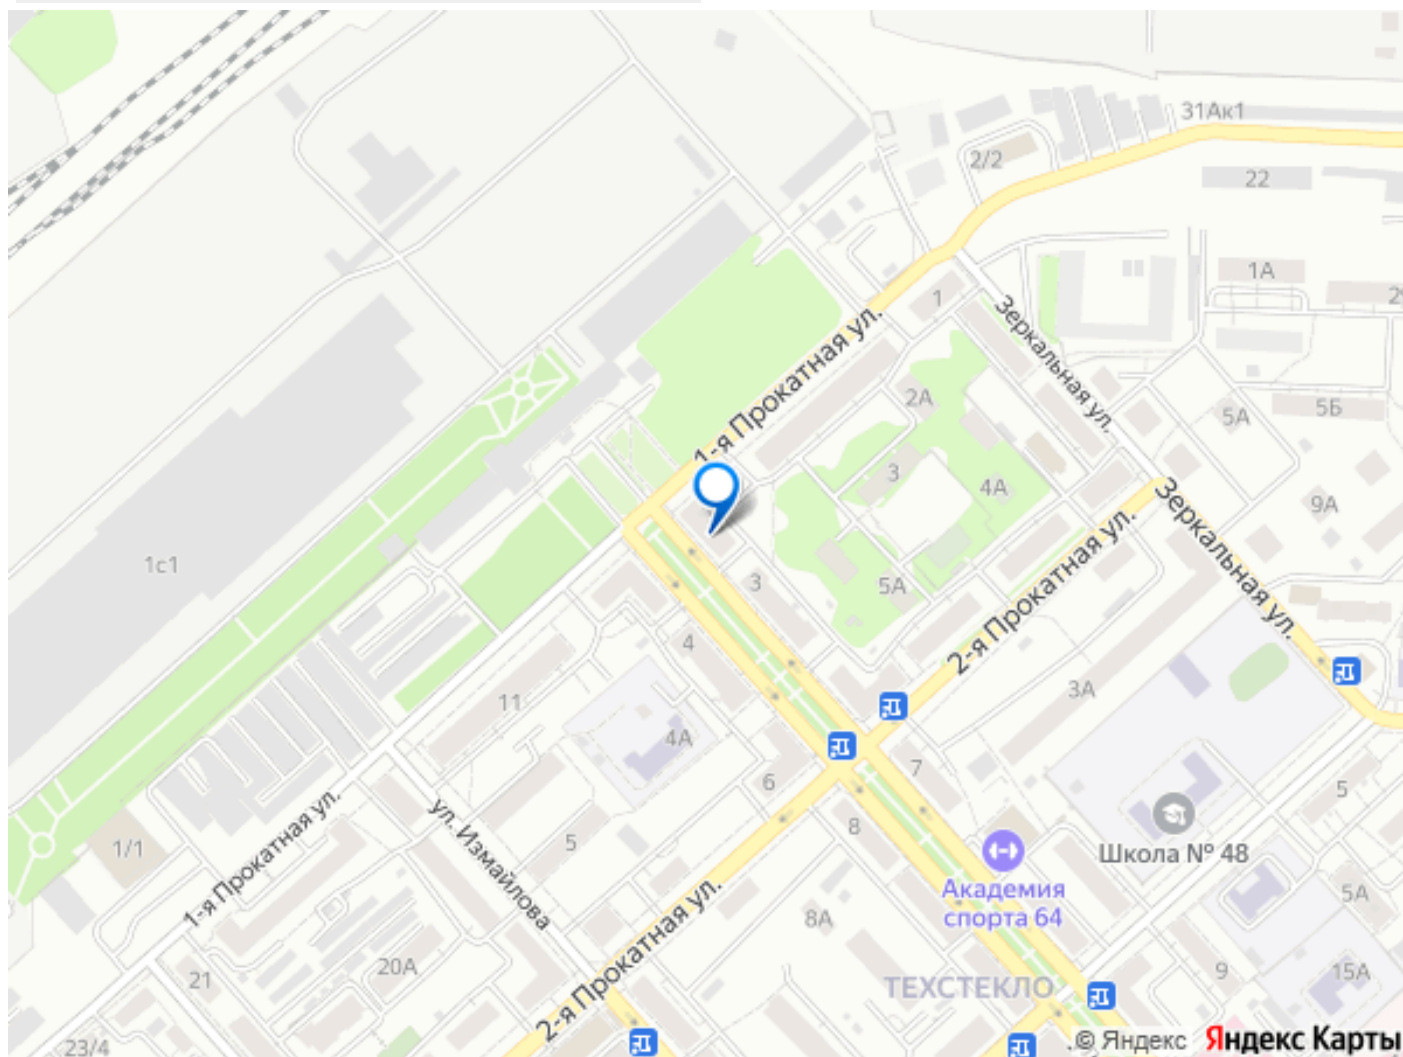 31Ак1
2/2
22
1А
2
1
Зеркальная ул.
1-я Прокатная ул.
2А
5А
5Б
3
4А
9А
Зеркальная ул.
1с1
3
5А
2-я Прокатная ул.
4
11
3А
4А
6
7
5
1/1
1-я Прокатная ул.
ул. Измайлова
5
8
Школа № 48
Академия
спорта 64
5А
8А
2-я Прокатная ул.
21
20А
9
15А
ТЕХСТЕКЛО
23/4
© Яндекс Яндекс Карты